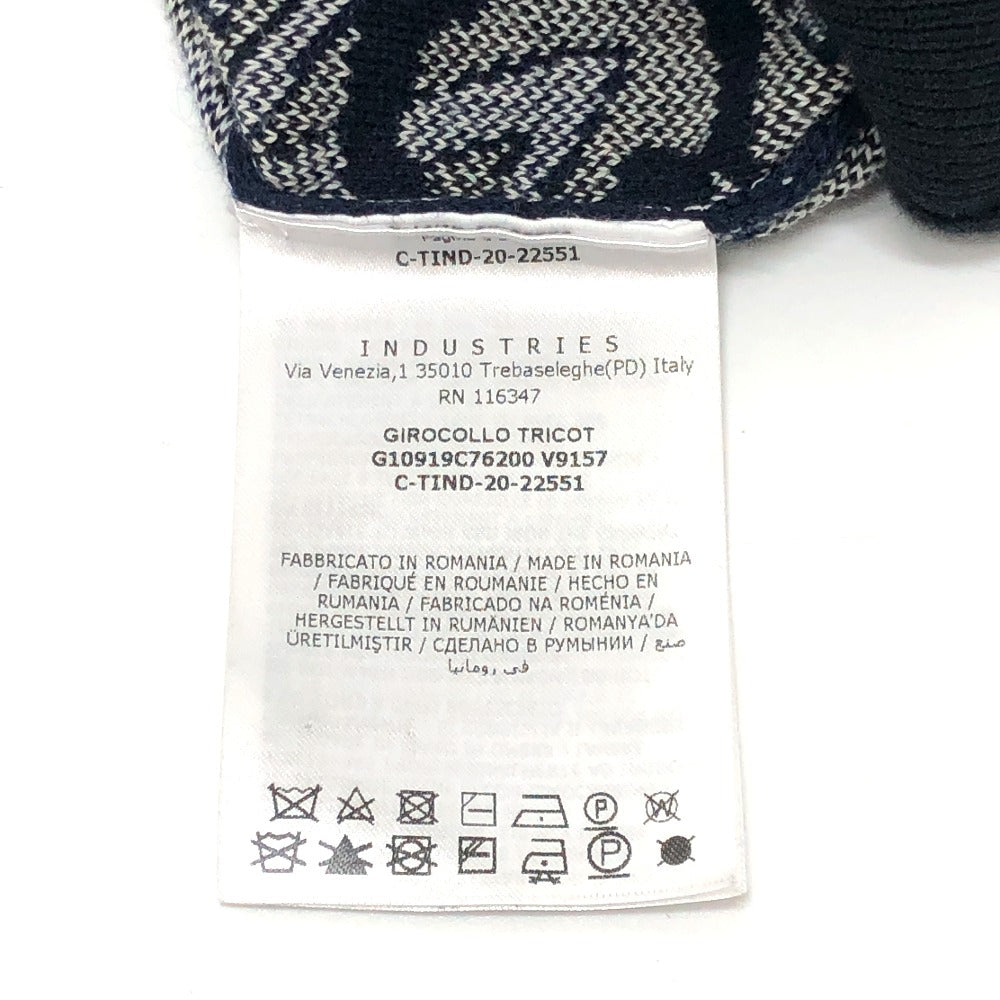 C-TIND-20-22551
INDUSTRIES
Via Venezia,1 35010 Trebaseleghe(PD) Italy
RN 116347
GIROCOLLO TRICOT
G10919C76200 V9157
C-TIND-20-22551
FABBRICATO IN ROMANIA / MADE IN ROMANIA
/ FABRIQUÉ EN ROUMANIE / HECHO EN
RUMANIA / FABRICADO NA ROMÉNIA /
HERGESTELLT IN RUMÄNIEN / ROMANYA'DA
ÜRETILMIŞTIR / СДЕЛАНО В РУМЫНИИ / صنع
في رومانيا
P W
P